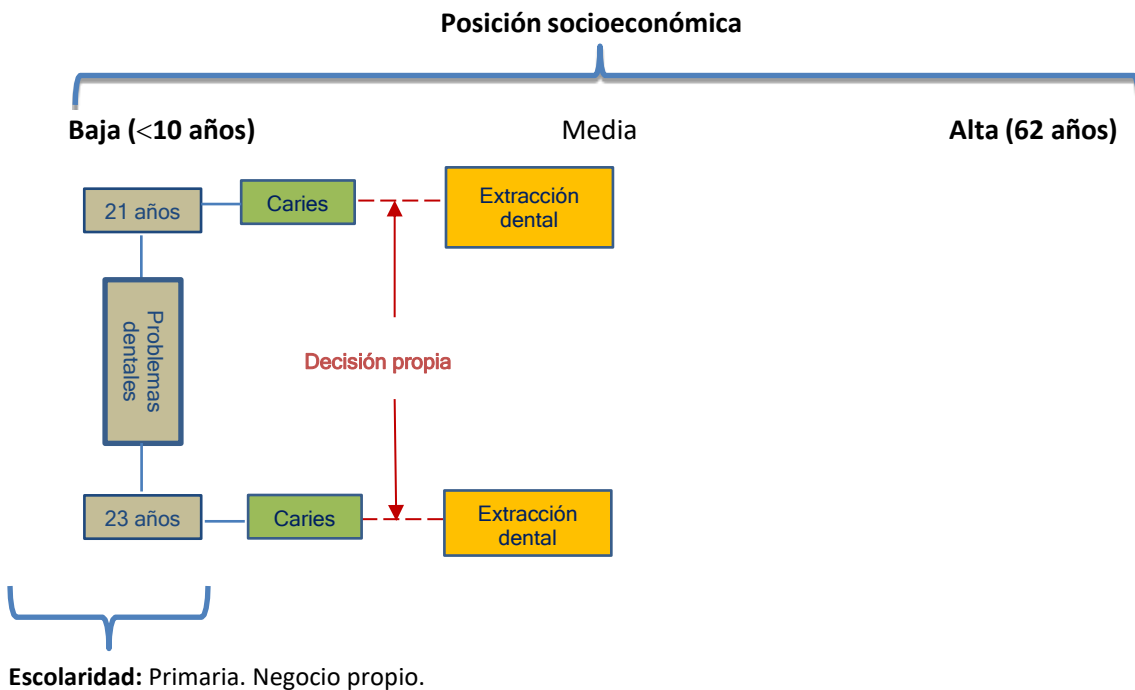 Posición socioeconómica
Baja (<10 años)
Media
Alta (62 años)
21 años
Caries
Extracción
dental
Problemas
dentales
Decisión propia
23 años
Caries
Extracción
dental
Escolaridad: Primaria. Negocio propio.